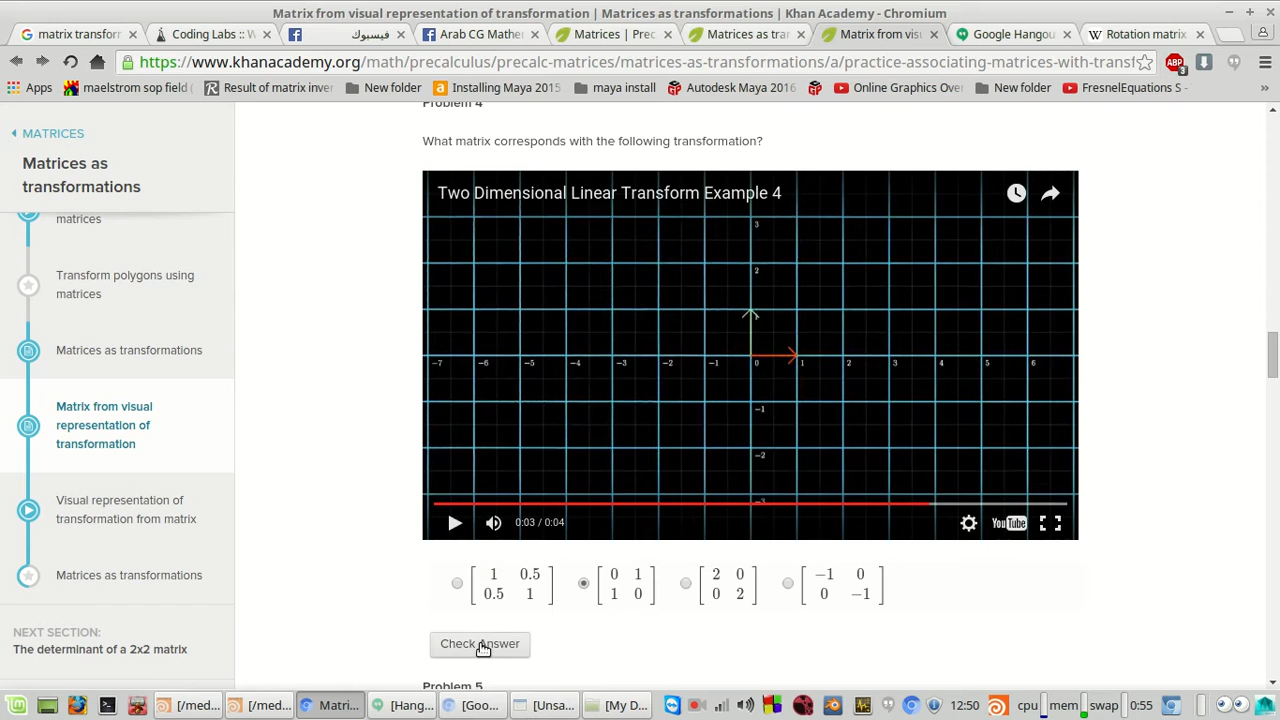 Matrix from visual representation of transformation | Matrices as transformations | Khan Academy - Chromium
matrix transfor
Coding Labs :: W
فيسبوك
Arab CG Mathe
Matrices | Prec
Matrices as tra
Matrix from vis
Google Hangou
Rotation matrix
https://www.khanacademy.org/math/precalculus/precalc-matrices/matrices-as-transformations/a/practice-associating-matrices-with-transf
ABP
3
Apps
maelstrom sop field (
Result of matrix inver
New folder
Installing Maya 2015
maya install
Autodesk Maya 2016
Online Graphics Ove
New folder
FresnelEquations S
»
MATRICES
Matrices as
transformations
matrices
Transform polygons using
matrices
Matrices as transformations
Matrix from visual
representation of
transformation
Visual representation of
transformation from matrix
Matrices as transformations
NEXT SECTION:
The determinant of a 2x2 matrix
Problem 4
What matrix corresponds with the following transformation?
Two Dimensional Linear Transform Example 4
3
2
1
−7 −6 −5 −4 −3 −2 −1 0 1 2 3 4 5 6
−1
−2
−3
0:03 / 0:04
YouTube
1 0.5 0 1 2 0 −1 0
0.5 1 1 0 0 2 0 −1
Check Answer
Problem 5
[/med...
[/med...
Matri...
[Hang...
[Goo...
[Unsa...
[My D...
12:50
cpu
mem
swap
0:55